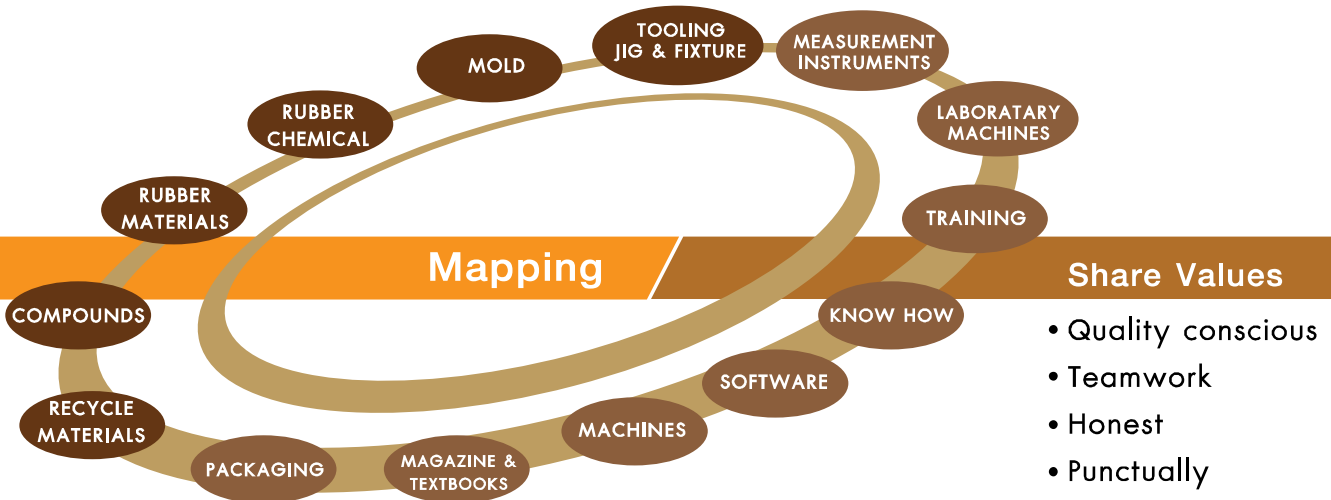 TOOLING
JIG & FIXTURE
MEASUREMENT
INSTRUMENTS
MOLD
RUBBER
CHEMICAL
LABORATARY
MACHINES
RUBBER
MATERIALS
TRAINING
Mapping
Share Values
COMPOUNDS
KNOW HOW
• Quality conscious
• Teamwork
• Honest
• Punctually
SOFTWARE
RECYCLE
MATERIALS
MACHINES
PACKAGING
MAGAZINE &
TEXTBOOKS